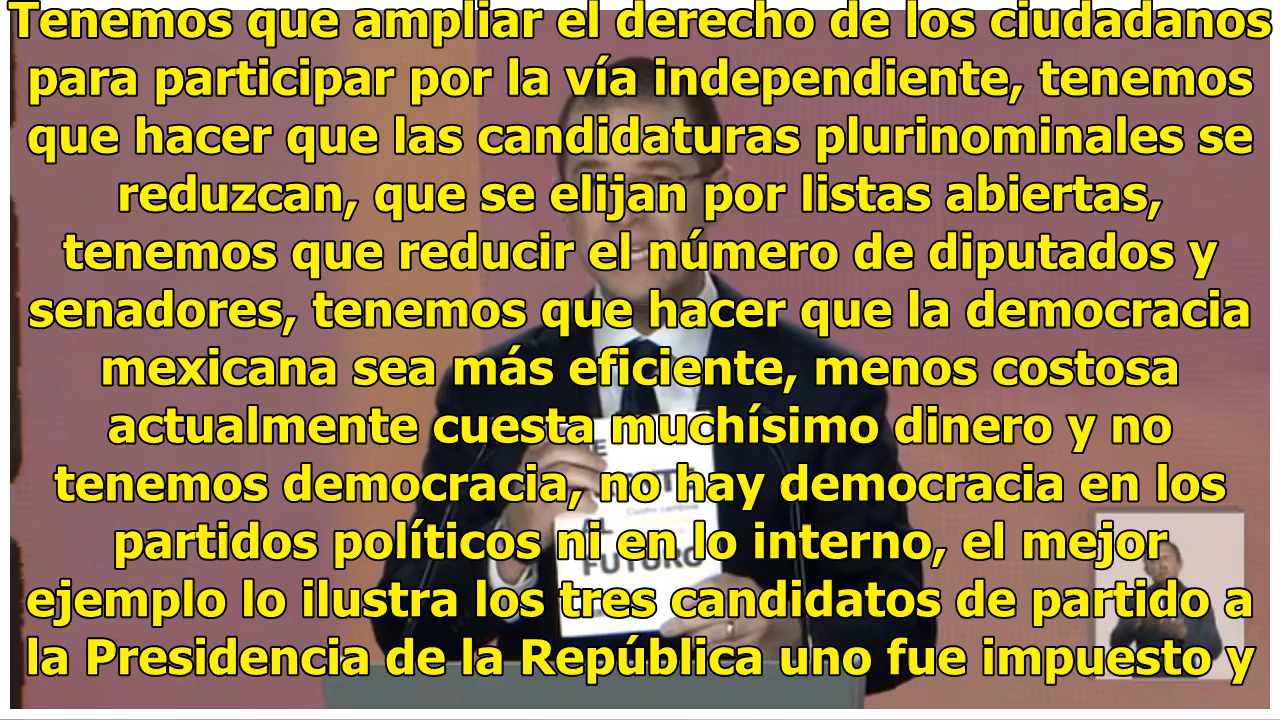 Tenemos que ampliar el derecho de los ciudadanos
para participar por la vía independiente, tenemos
que hacer que las candidaturas plurinominales se
reduzcan, que se elijan por listas abiertas,
tenemos que reducir el número de diputados y
senadores, tenemos que hacer que la democracia
mexicana sea más eficiente, menos costosa
actualmente cuesta muchísimo dinero y no
tenemos democracia, no hay democracia en los
partidos políticos ni en lo interno, el mejor
ejemplo lo ilustra los tres candidatos de partido a
la Presidencia de la República uno fue impuesto y
AL
FUTURO